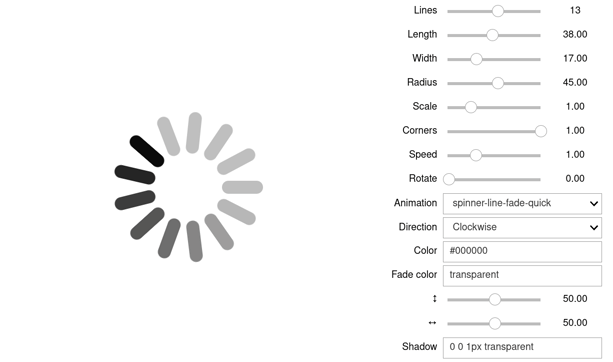 Lines 13
Length 38.00
Width 17.00
Radius 45.00
Scale 1.00
Corners 1.00
Speed 1.00
Rotate 0.00
Animation spinner-line-fade-quick
Direction Clockwise
Color #000000
Fade color transparent
↕ 50.00
↔ 50.00
Shadow 0 0 1px transparent